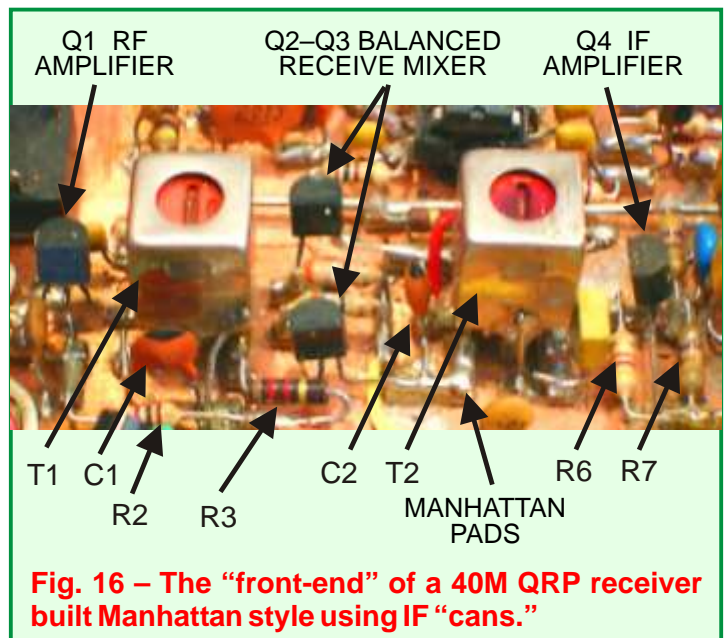 Q1 RF
AMPLIFIER
Q2–Q3 BALANCED
RECEIVE MIXER
Q4 IF
AMPLIFIER
T1
C1
R2
R3
C2
T2
MANHATTAN
PADS
R6
R7
Fig. 16 – The “front-end” of a 40M QRP receiver
built Manhattan style using IF “cans.”